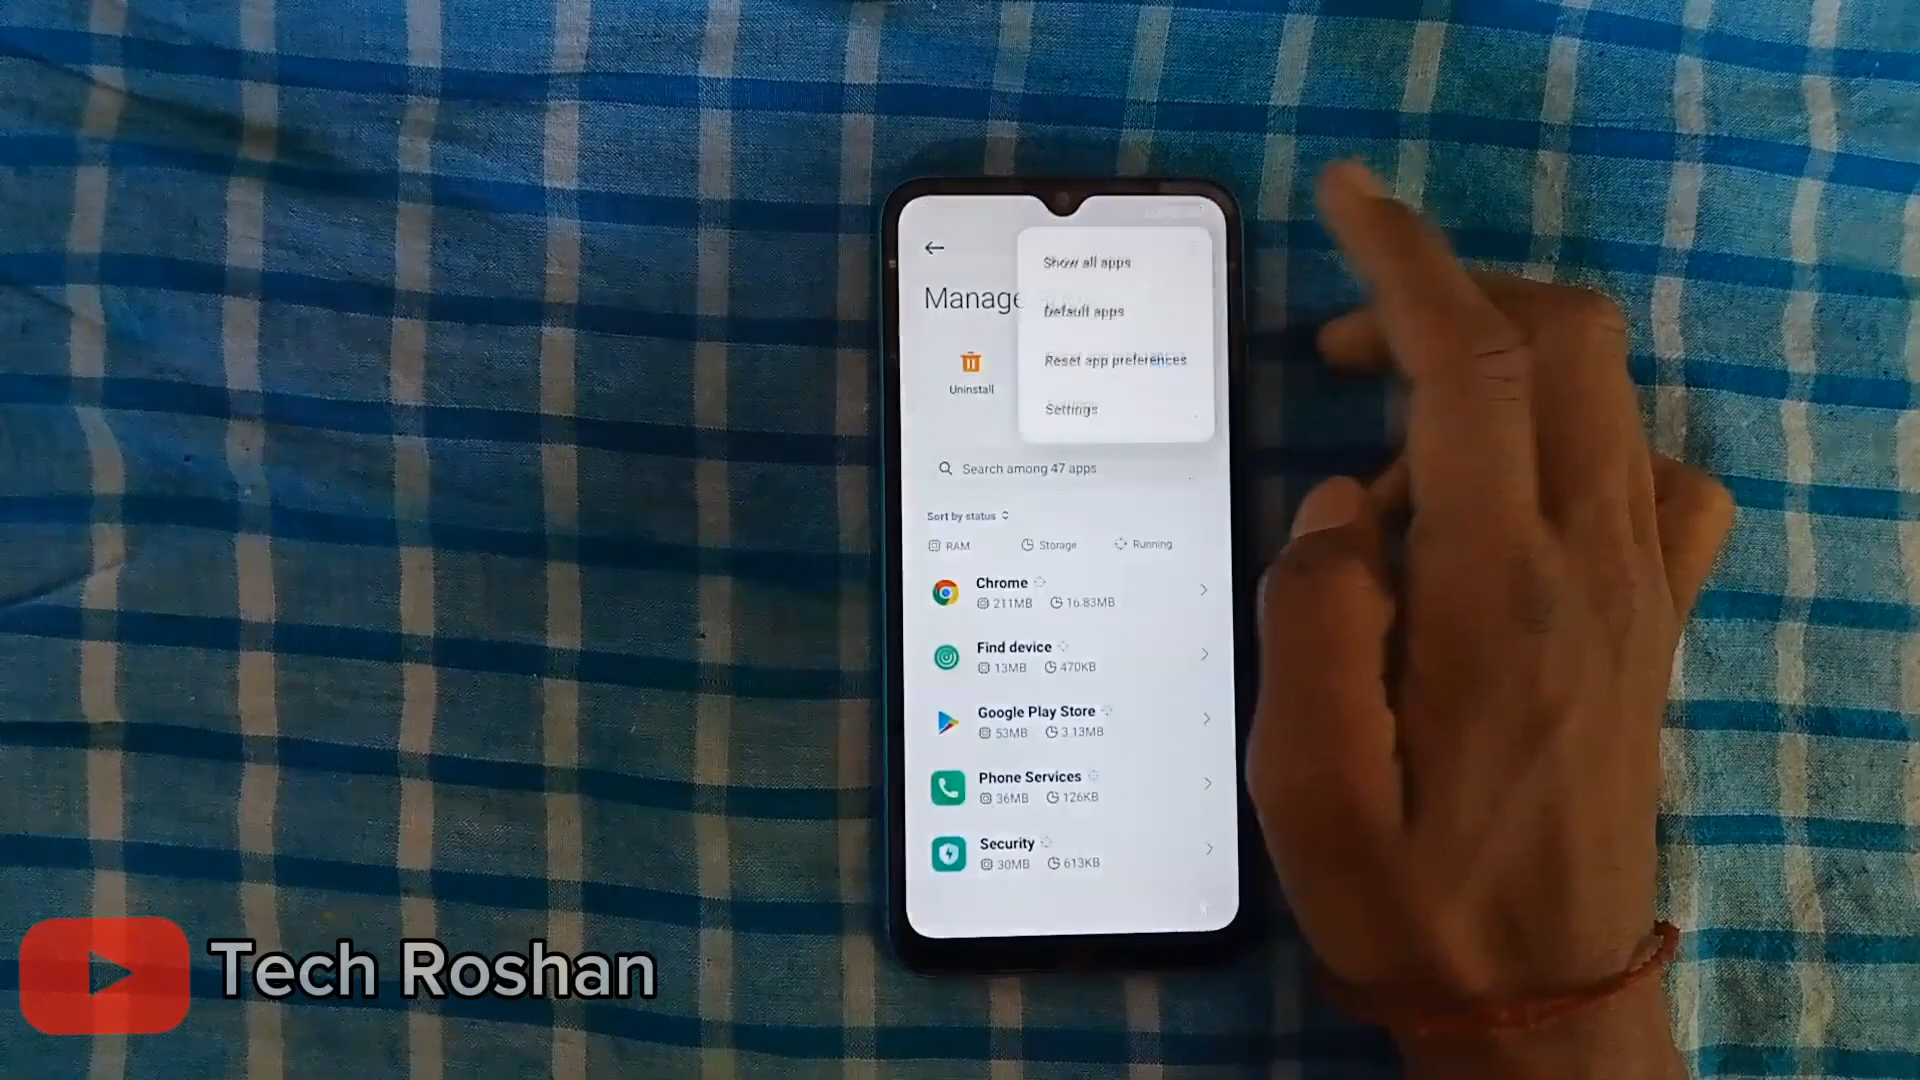 Show all apps
Manage
Default apps
Reset app preferences
Uninstall
Settings
Search among 47 apps
Sort by status
RAM Storage Running
Chrome
211MB 16.83MB
Find device
13MB 470KB
Google Play Store
53MB 3.13MB
Phone Services
36MB 126KB
Security
30MB 613KB
Tech Roshan